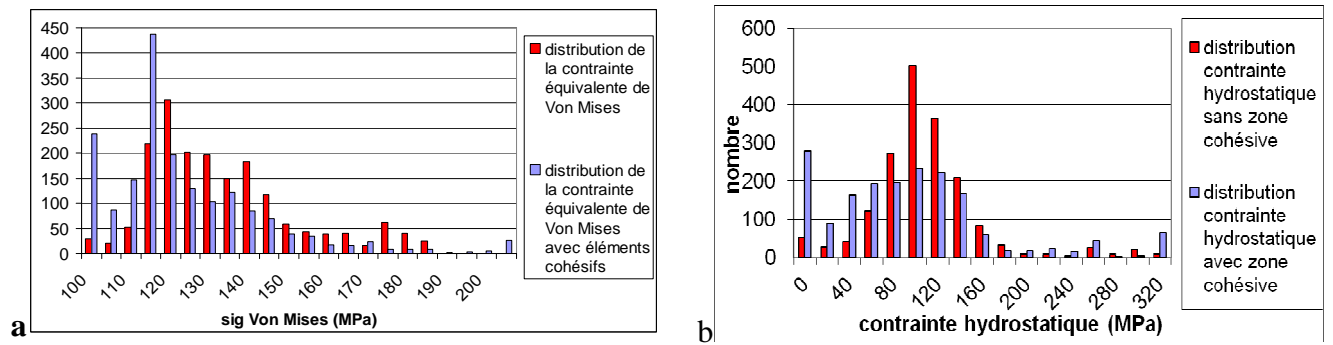 450
400
350
300
250
200
150
100
50
0
100
110
120
130
140
150
160
170
180
190
200
sig Von Mises (MPa)
distribution de
la contrainte
équivalente de
Von Mises
distribution de
la contrainte
équivalente de
Von Mises
avec éléments
cohésifs
a
600
500
400
300
200
100
0
nombre
0
40
80
120
160
200
240
280
320
contrainte hydrostatique (MPa)
distribution
contrainte
hydrostatique
sans zone
cohésive
distribution
contrainte
hydrostatique
avec zone
cohésive
b